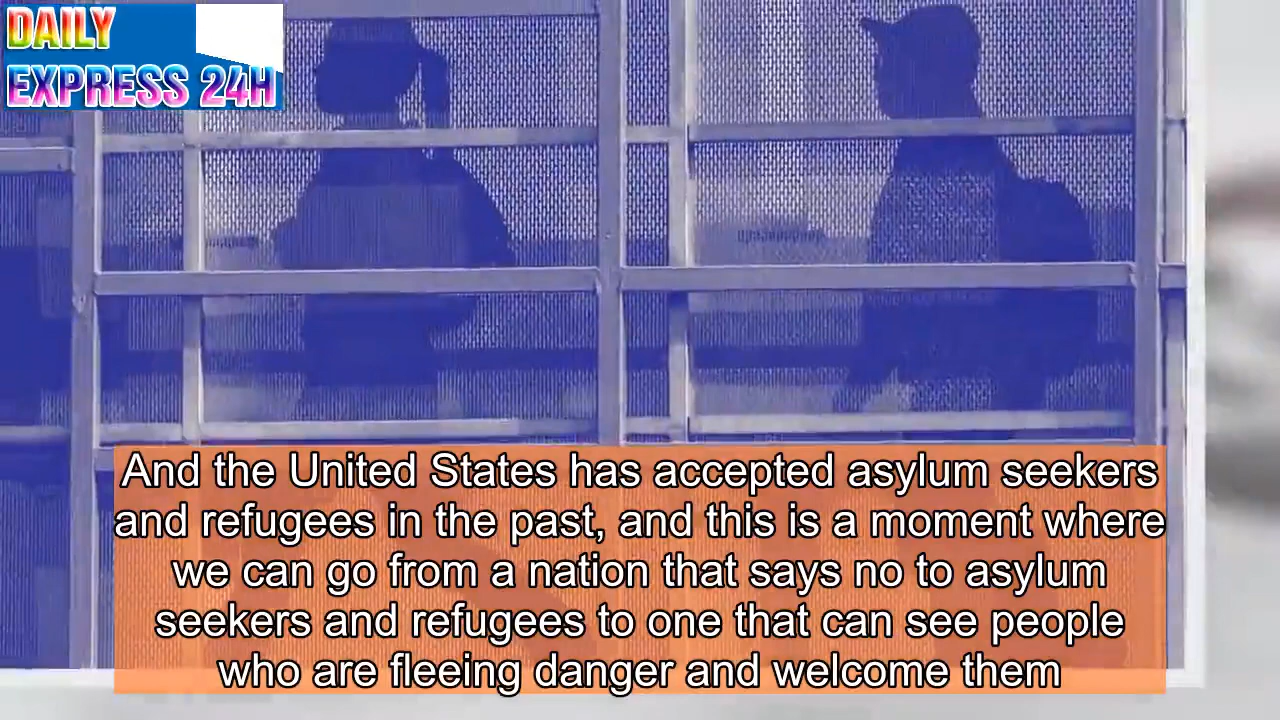 DAILY
EXPRESS 24H
And the United States has accepted asylum seekers
and refugees in the past, and this is a moment where
we can go from a nation that says no to asylum
seekers and refugees to one that can see people
who are fleeing danger and welcome them